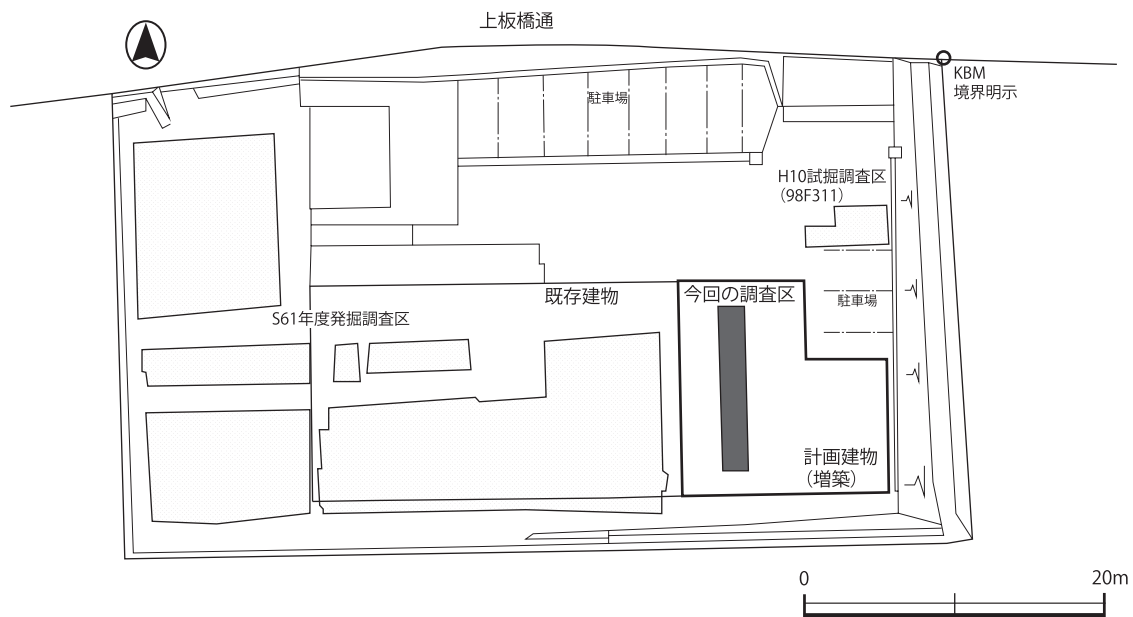 上板橋通
KBM
境界明示
駐車場
H10試掘調査区
（98F311）
既存建物
今回の調査区
駐車場
S61年度発掘調査区
計画建物
（増築）
0
20m